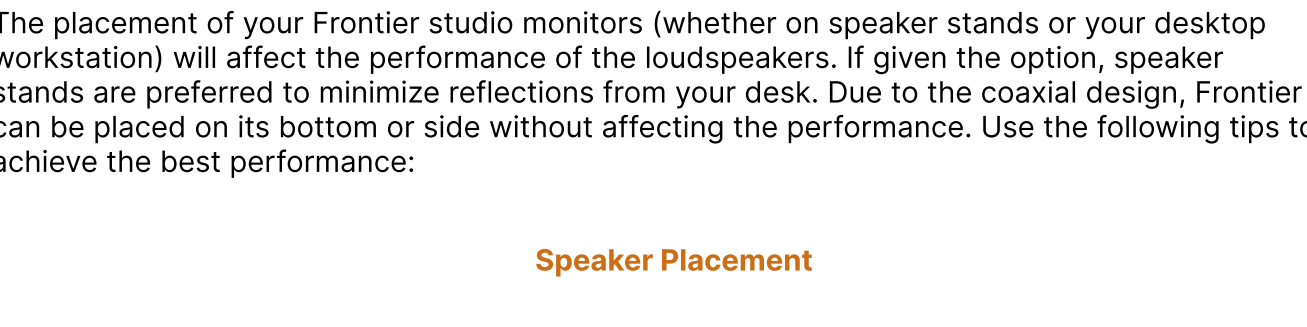 The placement of your Frontier studio monitors (whether on speaker stands or your desktop
workstation) will affect the performance of the loudspeakers. If given the option, speaker
stands are preferred to minimize reflections from your desk. Due to the coaxial design, Frontier
can be placed on its bottom or side without affecting the performance. Use the following tips to
achieve the best performance:
Speaker Placement